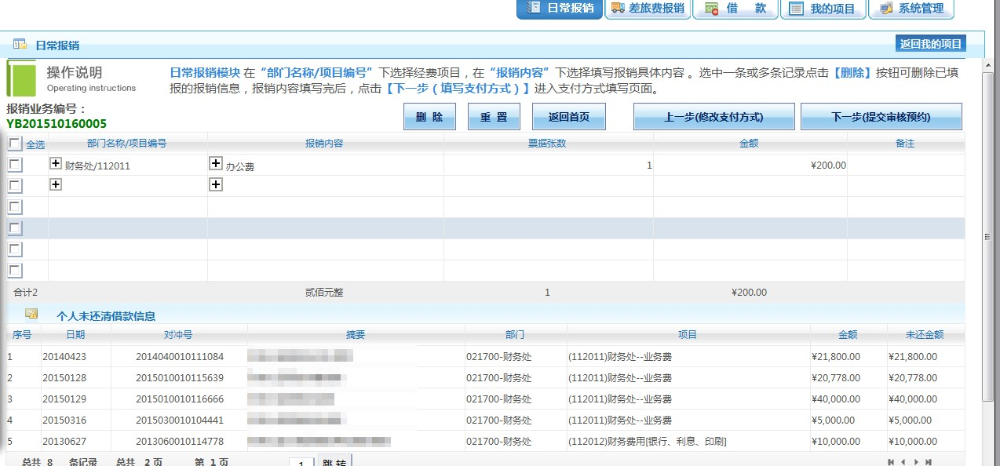 日常报销 差旅费报销 借 款 我的项目 系统管理
日常报销 返回我的项目
操作说明
Operating instructions
日常报销模块 在“部门名称/项目编号”下选择经费项目，在“报销内容”下选择填写报销具体内容 。选中一条或多条记录点击【删除】按钮可删除已填
报的报销信息，报销内容填写完后，点击【下一步（填写支付方式）】进入支付方式填写页面。
报销业务编号：
YB201510160005
删 除 重 置 返回首页 上一步(修改支付方式) 下一步(提交审核预约)
全选 部门名称/项目编号 报销内容 票据张数 金额 备注
财务处/112011 办公费 1 ¥200.00
合计2 贰佰元整 1 ¥200.00
个人未还清借款信息
序号 日期 对冲号 摘要 部门 项目 金额 未还金额
1 20140423 2014040010111084 021700-财务处 (112011)财务处--业务费 ¥21,800.00 ¥21,800.00
2 20150128 2015010010115639 021700-财务处 (112011)财务处--业务费 ¥20,778.00 ¥20,778.00
3 20150129 2015010010116666 021700-财务处 (112011)财务处--业务费 ¥40,000.00 ¥40,000.00
4 20150316 2015030010104441 021700-财务处 (112011)财务处--业务费 ¥5,000.00 ¥5,000.00
5 20130627 2013060010114778 021700-财务处 (112012)财务费用[银行、利息、印刷] ¥10,000.00 ¥10,000.00
总共 8 条记录 总共 2 页 第 1 页 1 跳 转